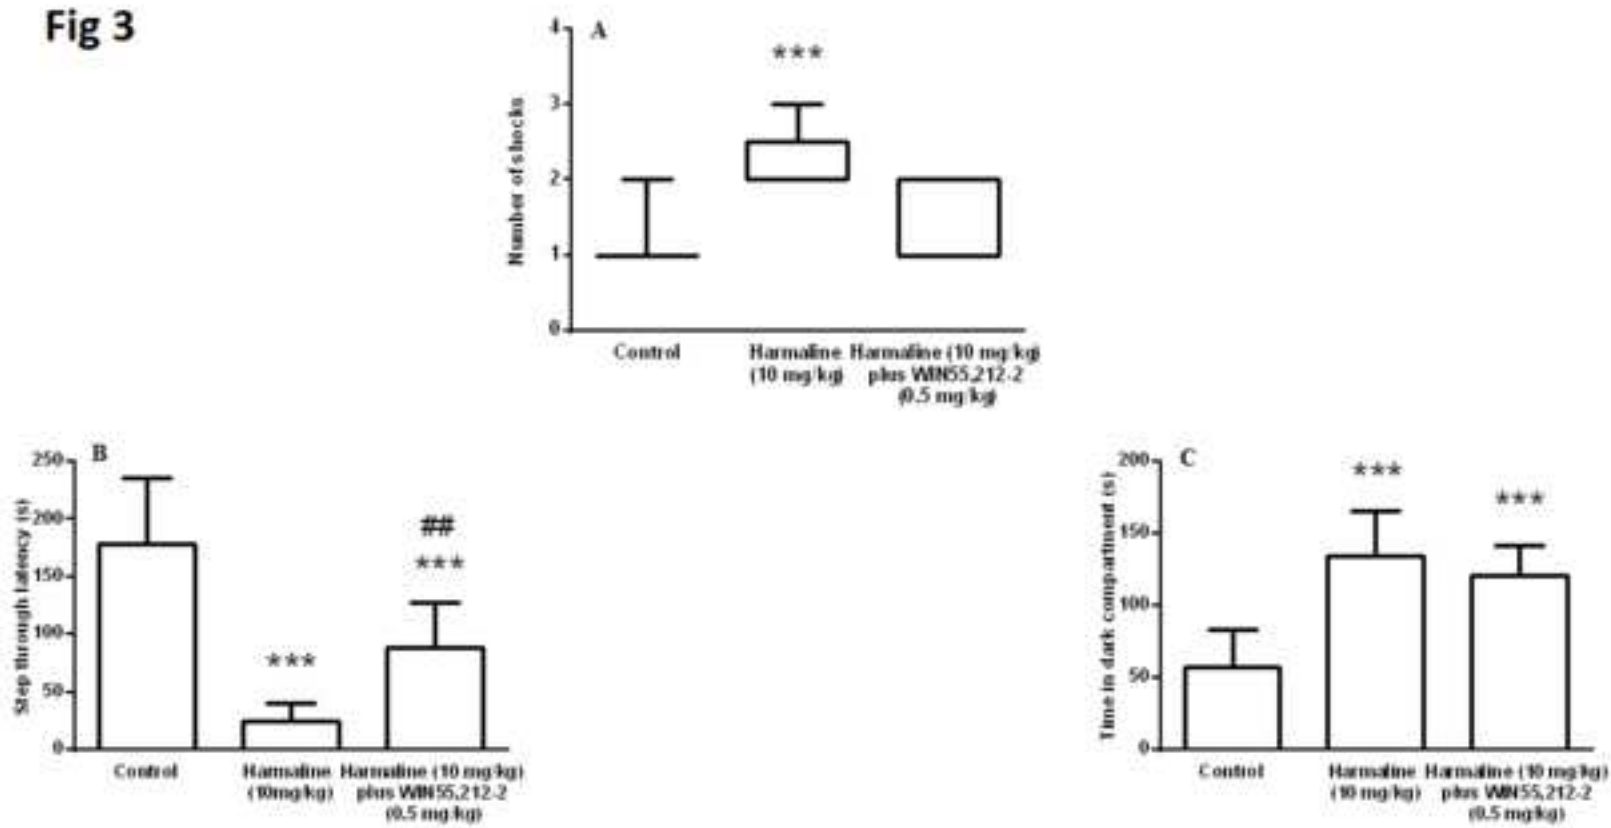 Fig 3
A
***
Number of shocks
4
3
2
1
0
Control
Harmaline
(10 mg/kg)
Harmaline (10 mg/kg)
plus WIN55,212-2
(0.5 mg/kg)
B
##
***
***
Step through latency (s)
250
200
150
100
50
0
Control
Harmaline
(10mg/kg)
Harmaline (10 mg/kg)
plus WIN55,212-2
(0.5 mg/kg)
C
***
***
Time in dark compartment (s)
200
150
100
50
0
Control
Harmaline
(10 mg/kg)
Harmaline (10 mg/kg)
plus WIN55,212-2
(0.5 mg/kg)